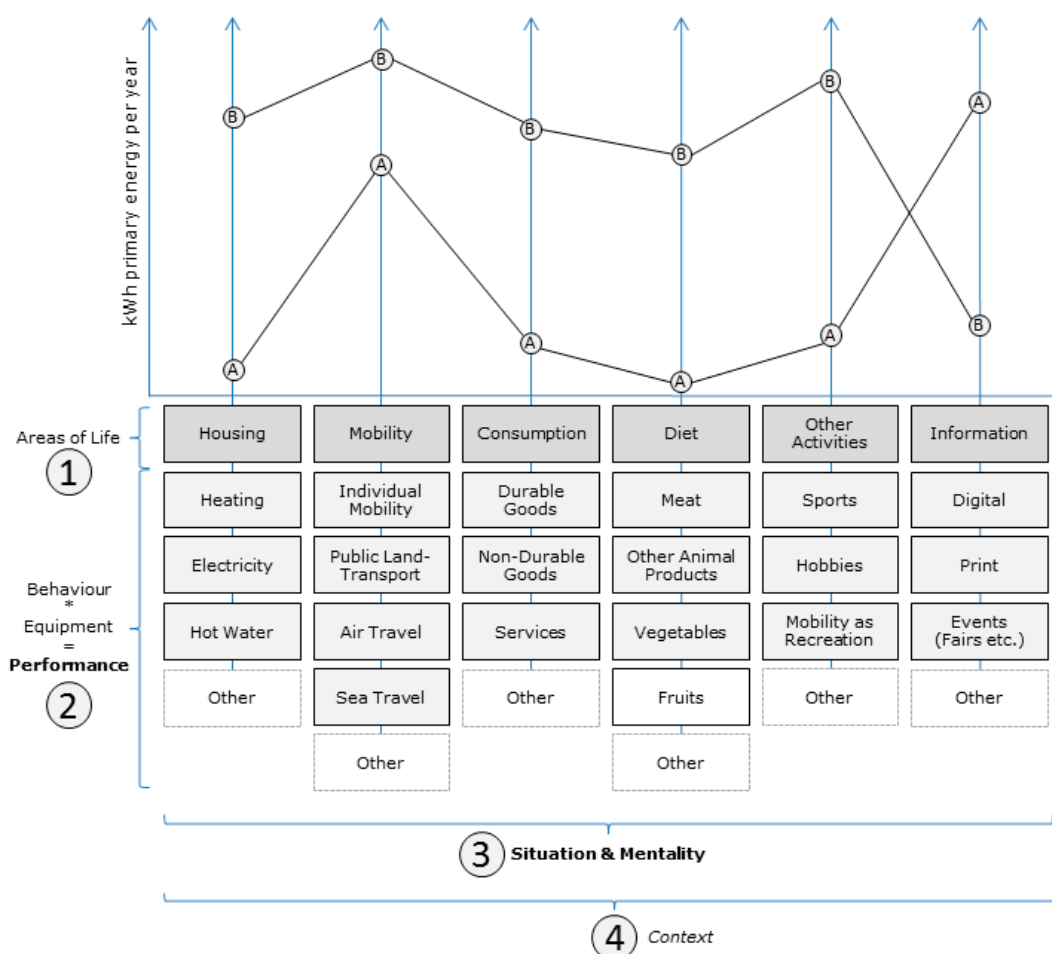 kWh primary energy per year
B
B
B
B
B
B
A
A
A
A
A
A
Areas of Life
1
Housing
Mobility
Consumption
Diet
Other
Activities
Information
Heating
Individual
Mobility
Durable
Goods
Meat
Sports
Digital
Electricity
Public Land-
Transport
Non-Durable
Goods
Other Animal
Products
Hobbies
Print
Behaviour
*
Equipment
=
Performance
2
Hot Water
Air Travel
Services
Vegetables
Mobility as
Recreation
Events
(Fairs etc.)
Other
Sea Travel
Other
Fruits
Other
Other
Other
Other
3 Situation & Mentality
4 Context